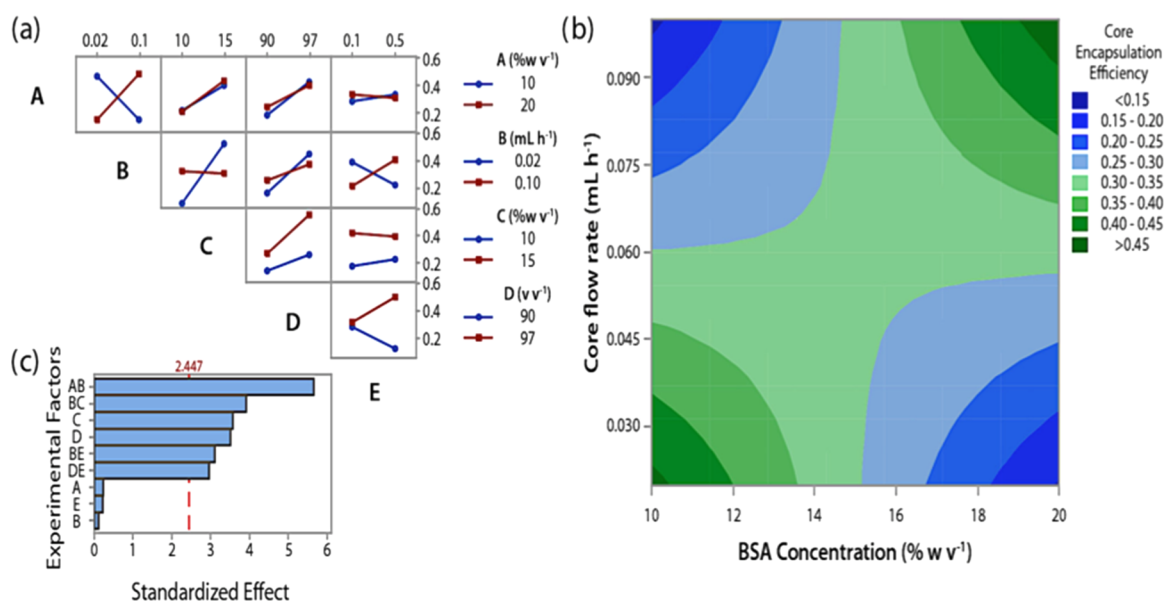 (a)
0.02 0.1 10 15 90 97 0.1 0.5
A
B
C
D
E
0.6
0.4
0.2
0.6
0.4
0.2
0.6
0.4
0.2
0.6
0.4
0.2
A (%w v⁻¹)
10
20
B (mL h⁻¹)
0.02
0.10
C (%w v⁻¹)
10
15
D (v v⁻¹)
90
97
(b)
Core flow rate (mL h⁻¹)
0.090
0.075
0.060
0.045
0.030
10 12 14 16 18 20
BSA Concentration (% w v⁻¹)
Core
Encapsulation
Efficiency
<0.15
0.15 - 0.20
0.20 - 0.25
0.25 - 0.30
0.30 - 0.35
0.35 - 0.40
0.40 - 0.45
>0.45
(c)
2.447
Experimental Factors
AB
BC
C
D
BE
DE
A
E
B
0 1 2 3 4 5 6
Standardized Effect